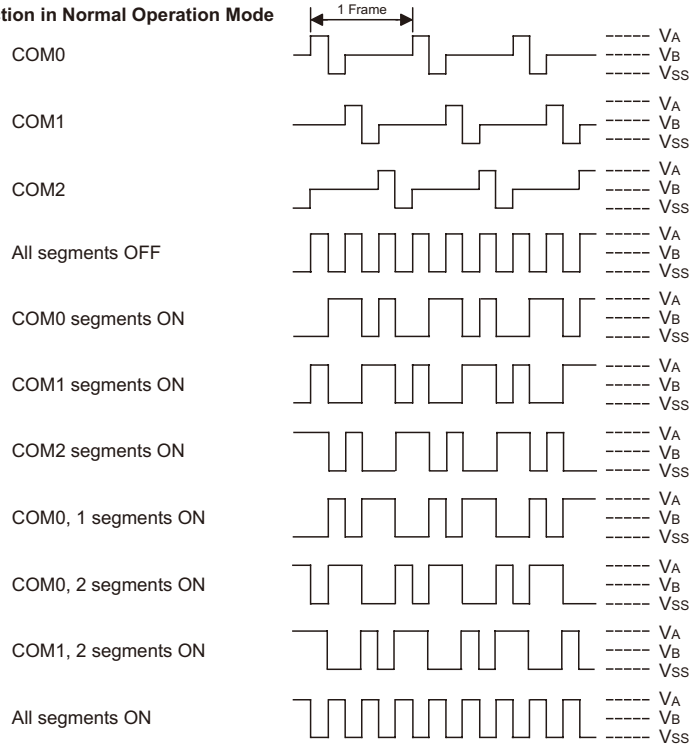 tion in Normal Operation Mode
1 Frame
COM0
VA
VB
VSS
COM1
VA
VB
VSS
COM2
VA
VB
VSS
All segments OFF
VA
VB
VSS
COM0 segments ON
VA
VB
VSS
COM1 segments ON
VA
VB
VSS
COM2 segments ON
VA
VB
VSS
COM0, 1 segments ON
VA
VB
VSS
COM0, 2 segments ON
VA
VB
VSS
COM1, 2 segments ON
VA
VB
VSS
All segments ON
VA
VB
VSS